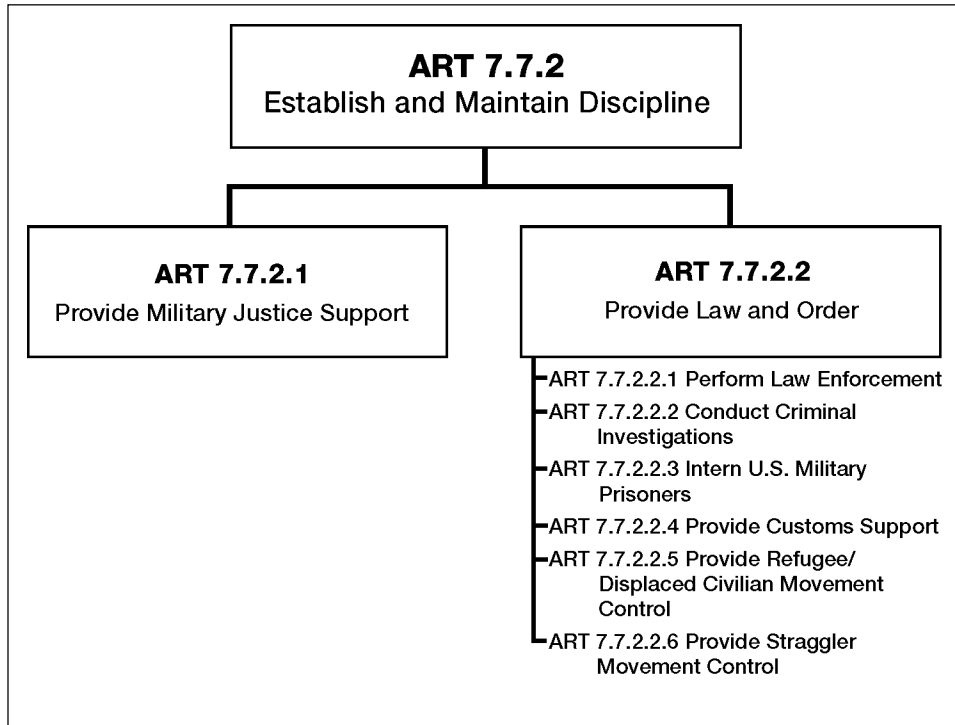 ART 7.7.2
Establish and Maintain Discipline
ART 7.7.2.1
Provide Military Justice Support
ART 7.7.2.2
Provide Law and Order
ART 7.7.2.2.1 Perform Law Enforcement
ART 7.7.2.2.2 Conduct Criminal
Investigations
ART 7.7.2.2.3 Intern U.S. Military
Prisoners
ART 7.7.2.2.4 Provide Customs Support
ART 7.7.2.2.5 Provide Refugee/
Displaced Civilian Movement
Control
ART 7.7.2.2.6 Provide Straggler
Movement Control